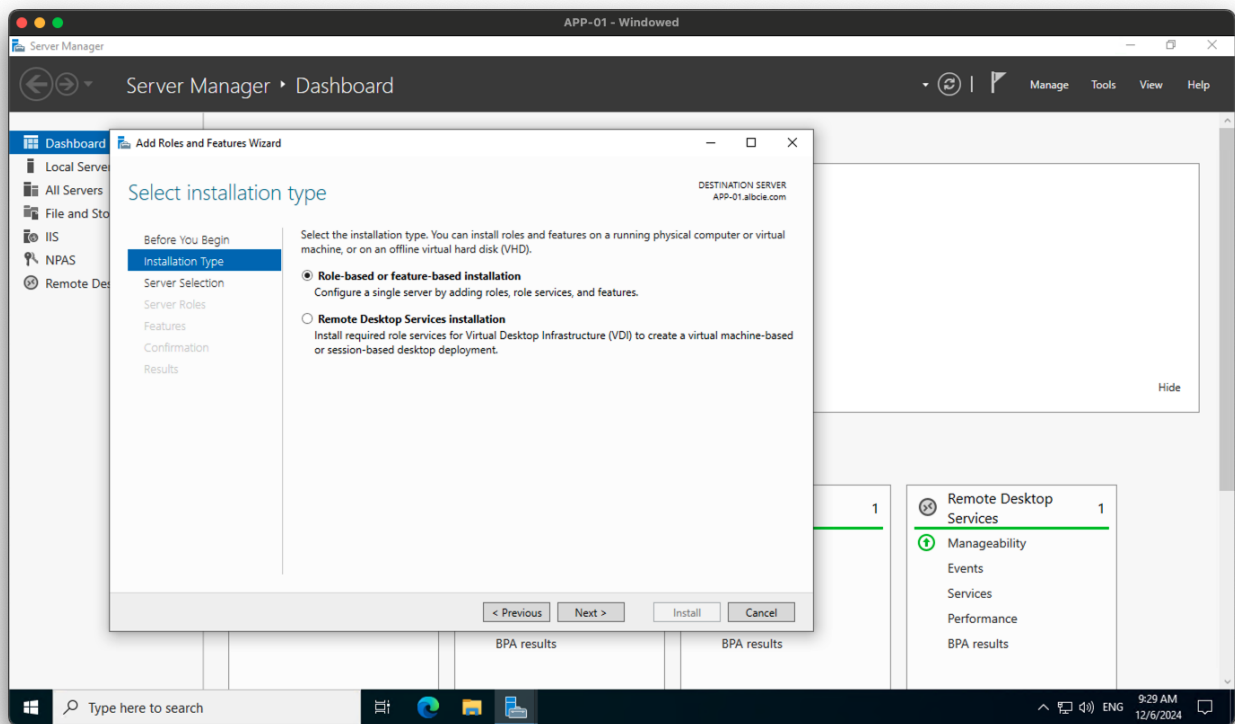 APP-01 - Windowed
Server Manager
Server Manager ‣ Dashboard
Manage
Tools
View
Help
Dashboard
Local Server
All Servers
File and Sto
IIS
NPAS
Remote Des
Add Roles and Features Wizard
Select installation type
DESTINATION SERVER
APP-01.albcie.com
Before You Begin
Installation Type
Server Selection
Server Roles
Features
Confirmation
Results
Select the installation type. You can install roles and features on a running physical computer or virtual
machine, or on an offline virtual hard disk (VHD).
Role-based or feature-based installation
Configure a single server by adding roles, role services, and features.
Remote Desktop Services installation
Install required role services for Virtual Desktop Infrastructure (VDI) to create a virtual machine-based
or session-based desktop deployment.
< Previous
Next >
Install
Cancel
Hide
1
Remote Desktop
Services
1
Manageability
Events
Services
Performance
BPA results
BPA results
BPA results
Type here to search
ENG
9:29 AM
12/6/2024